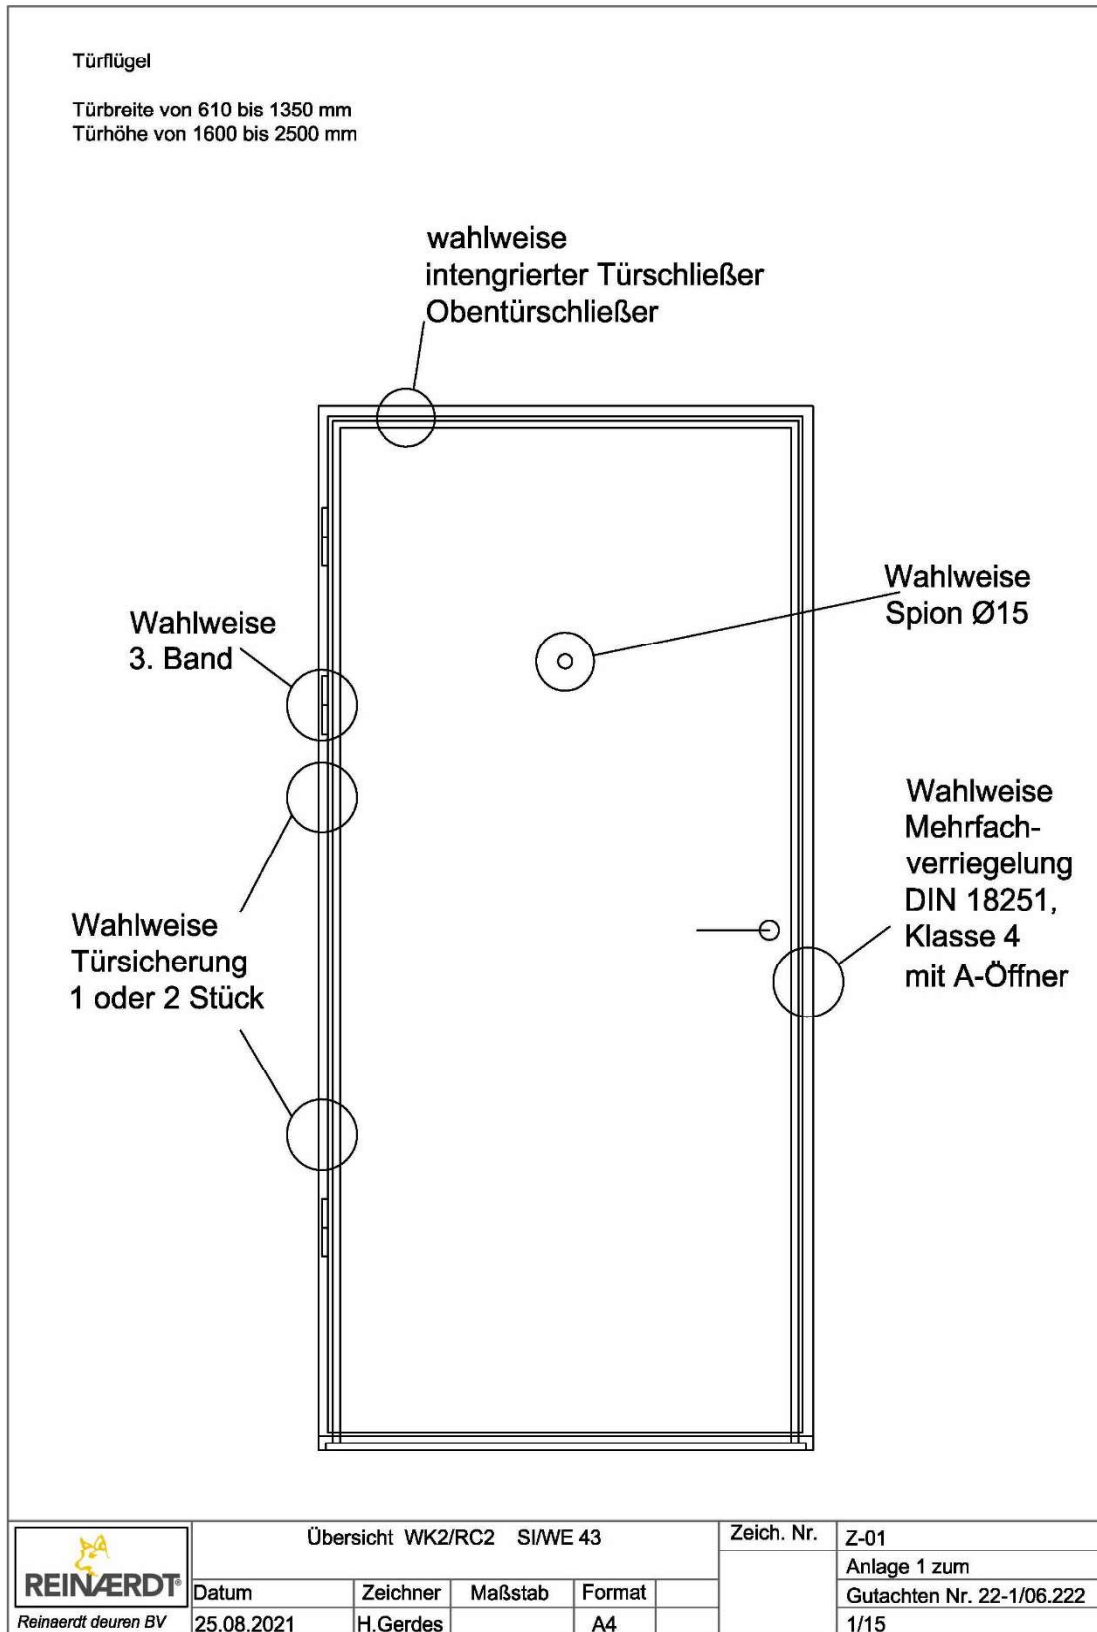 Türflügel
Türbreite von 610 bis 1350 mm
Türhöhe von 1600 bis 2500 mm
wahlweise
intengrierter Türschließer
Obentürschließer
Wahlweise
Spion Ø15
Wahlweise
3. Band
Wahlweise
Mehrfach-
verriegelung
DIN 18251,
Klasse 4
mit A-Öffner
Wahlweise
Türsicherung
1 oder 2 Stück
REINÆRDT®
Reinaerdt deuren BV
Übersicht WK2/RC2 SI/WE 43
Datum Zeichner Maßstab Format
25.08.2021 H.Gerdes A4
Zeich. Nr. Z-01
Anlage 1 zum
Gutachten Nr. 22-1/06.222
1/15